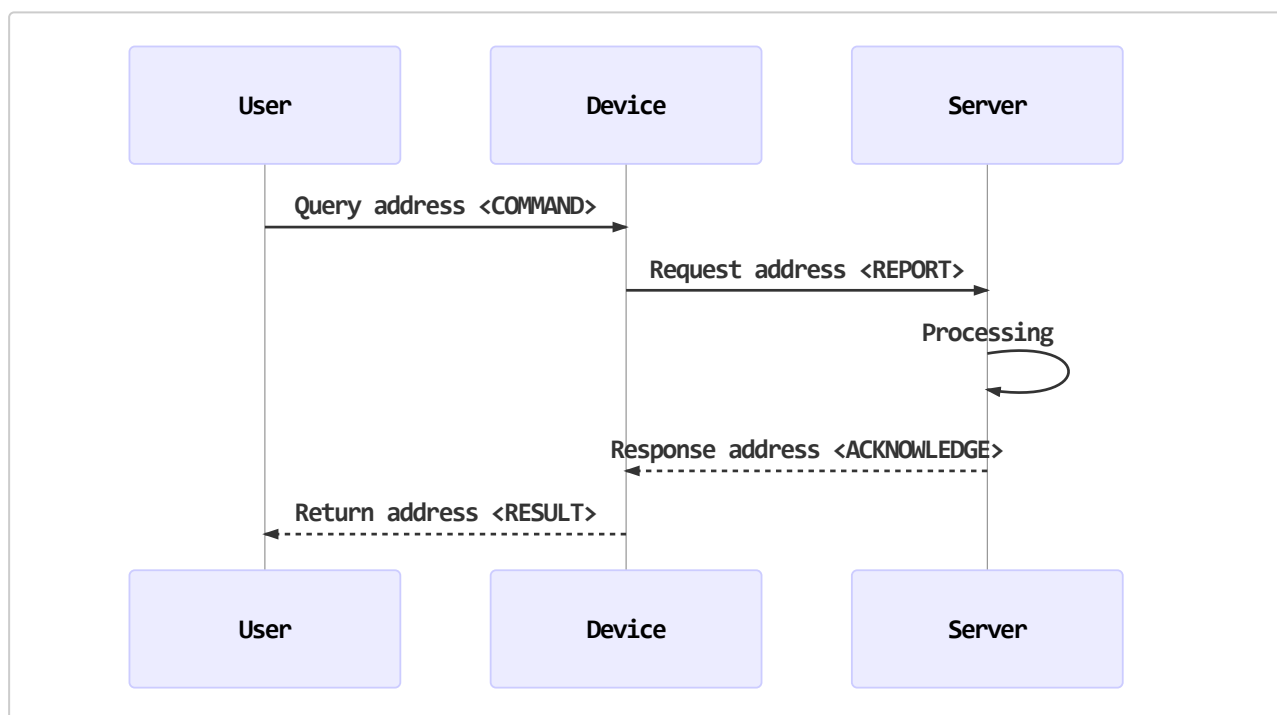 User
Device
Server
Query address <COMMAND>
Request address <REPORT>
Processing
Response address <ACKNOWLEDGE>
Return address <RESULT>
User
Device
Server